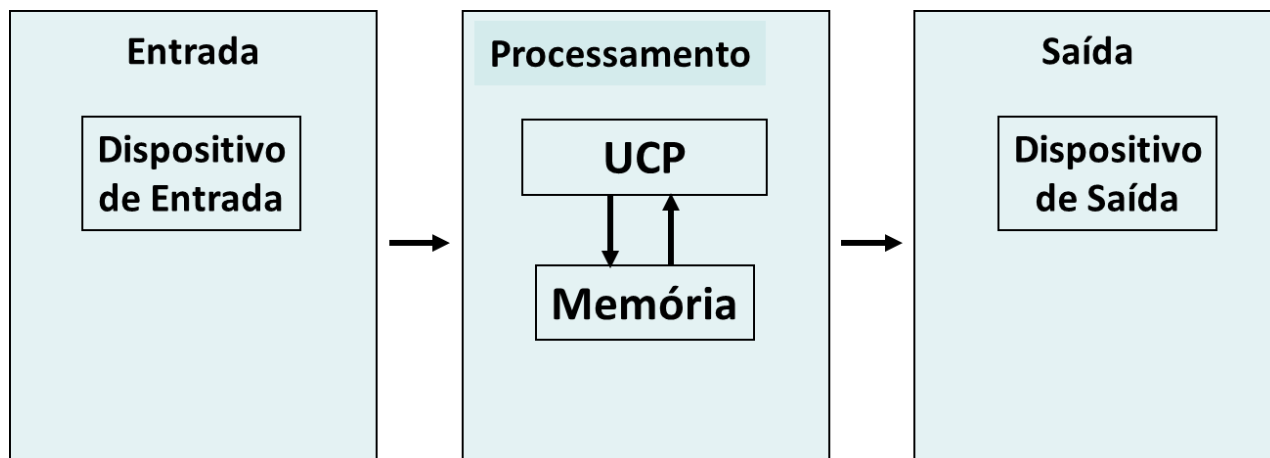 Entrada
Dispositivo
de Entrada
Processamento
UCP
Memória
Saída
Dispositivo
de Saída